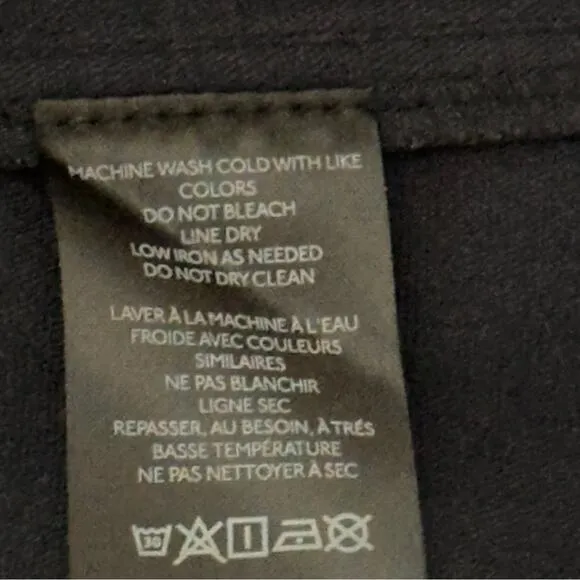 MACHINE WASH COLD WITH LIKE
COLORS
DO NOT BLEACH
LINE DRY
LOW IRON AS NEEDED
DO NOT DRY CLEAN
LAVER À LA MACHINE À L'EAU
FROIDE AVEC COULEURS
SIMILAIRES
NE PAS BLANCHIR
LIGNE SEC
REPASSER, AU BESOIN, À TRÉS
BASSE TEMPÉRATURE
NE PAS NETTOYER À SEC
30